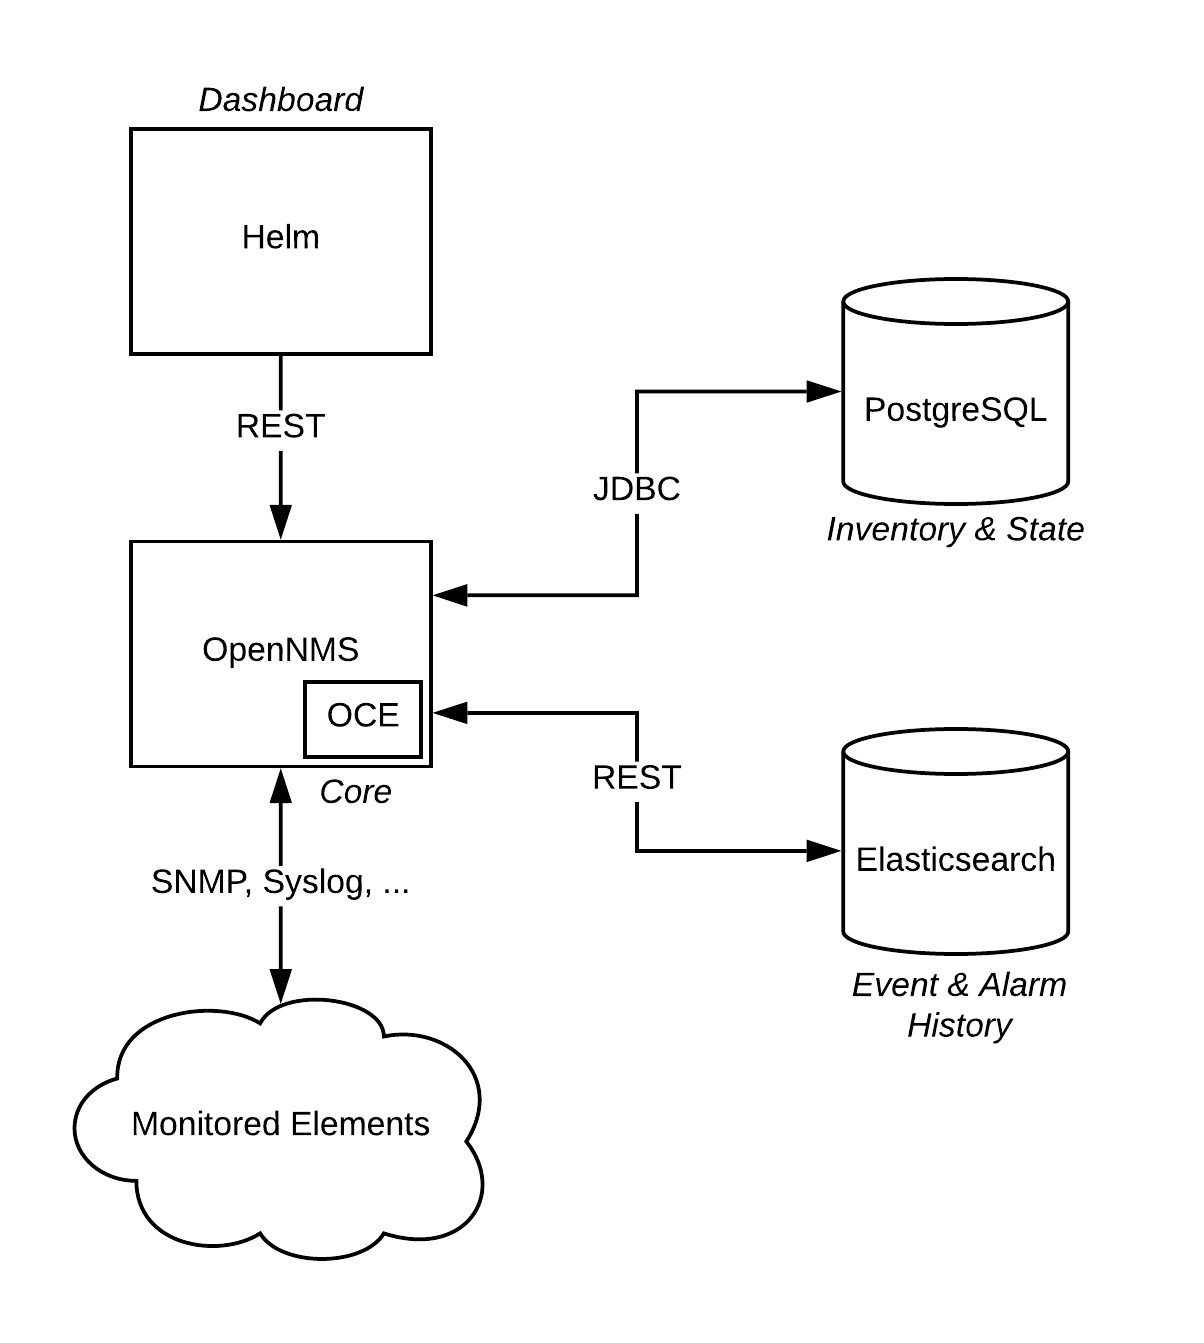 Dashboard
Helm
REST
PostgreSQL
JDBC
Inventory & State
OpenNMS
OCE
Core
REST
Elasticsearch
SNMP, Syslog, ...
Event & Alarm
History
Monitored Elements